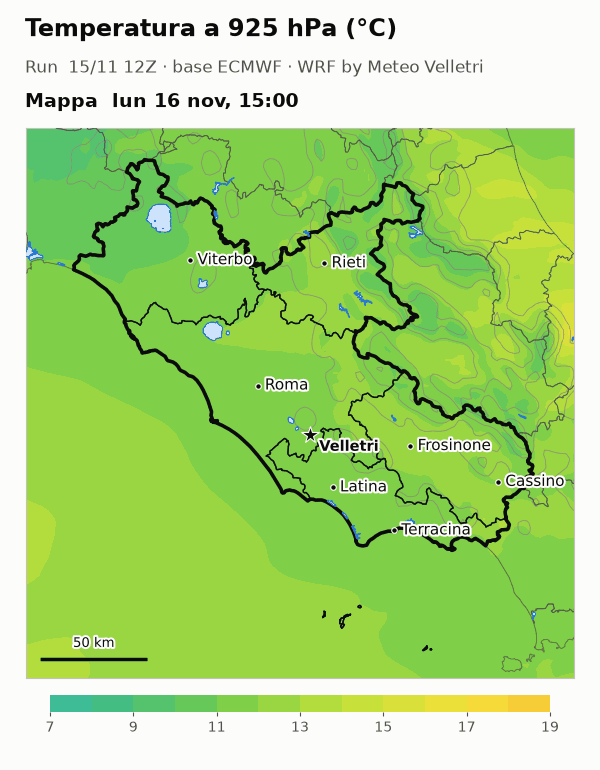 Temperatura a 925 hPa (°C)
Run  15/11 12Z · base ECMWF · WRF by Meteo Velletri
Mappa  lun 16 nov, 15:00
Viterbo
Rieti
Roma
Velletri
Frosinone
Cassino
Latina
Terracina
50 km
7 9 11 13 15 17 19